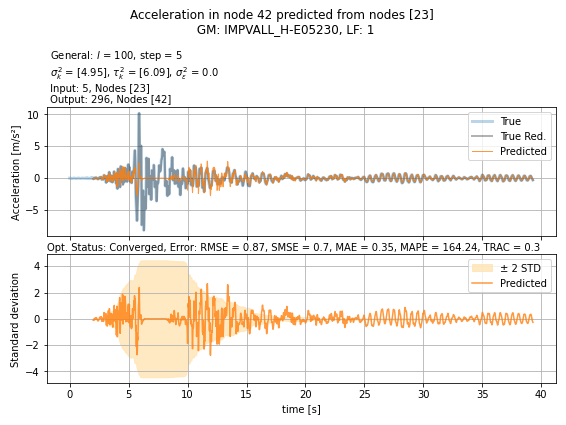 Acceleration in node 42 predicted from nodes [23]
GM: IMPVALL_H-E05230, LF: 1
General: l = 100, step = 5
σ²ₖ = [4.95], τ²ₖ = [6.09], σ²ε = 0.0
Input: 5, Nodes [23]
Output: 296, Nodes [42]
Acceleration [m/s²]
10
5
0
−5
True
True Red.
Predicted
Opt. Status: Converged, Error: RMSE = 0.87, SMSE = 0.7, MAE = 0.35, MAPE = 164.24, TRAC = 0.3
Standard deviation
4
2
0
−2
−4
± 2 STD
Predicted
0 5 10 15 20 25 30 35 40
time [s]